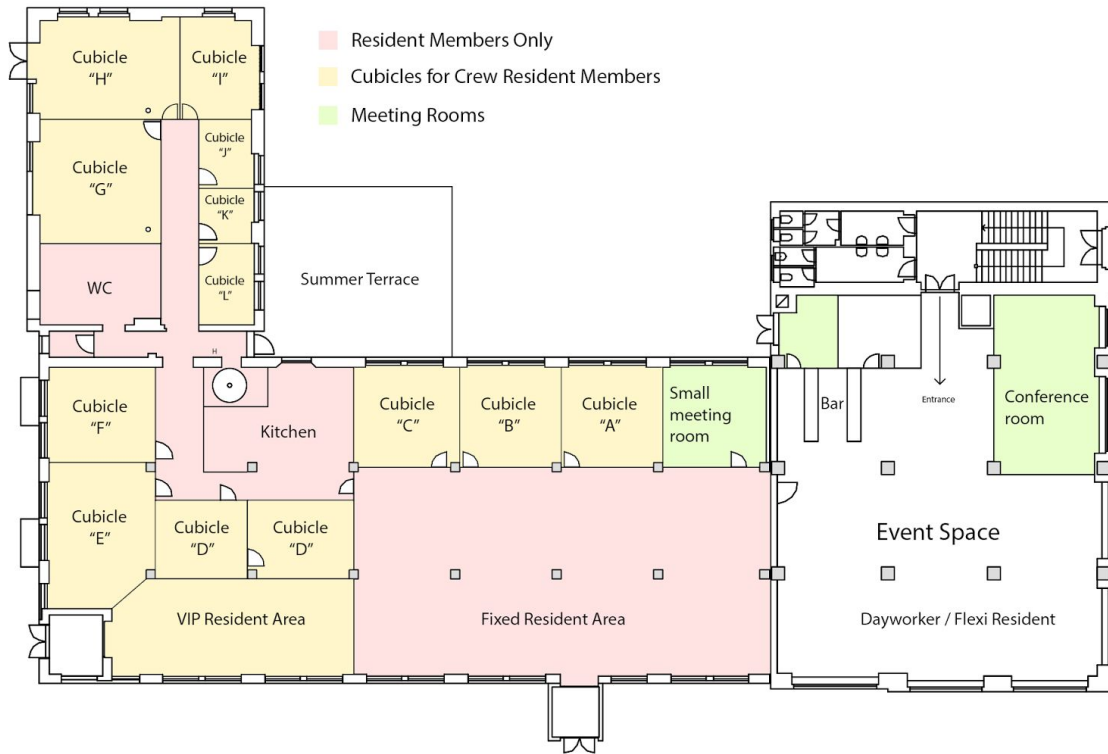 Resident Members Only
Cubicles for Crew Resident Members
Meeting Rooms
Cubicle
"H"
Cubicle
"I"
Cubicle
"J"
Cubicle
"G"
Cubicle
"K"
Cubicle
"L"
WC
Summer Terrace
H
Cubicle
"F"
Kitchen
Cubicle
"C"
Cubicle
"B"
Cubicle
"A"
Small
meeting
room
Bar
Entrance
Conference
room
Cubicle
"E"
Cubicle
"D"
Cubicle
"D"
Event Space
VIP Resident Area
Fixed Resident Area
Dayworker / Flexi Resident